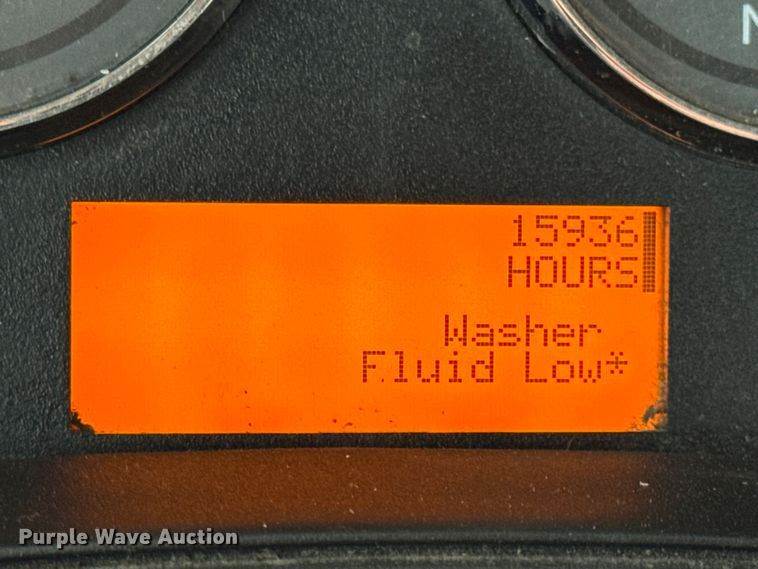 15936
HOURS
Washer
Fluid Low*
Purple Wave Auction